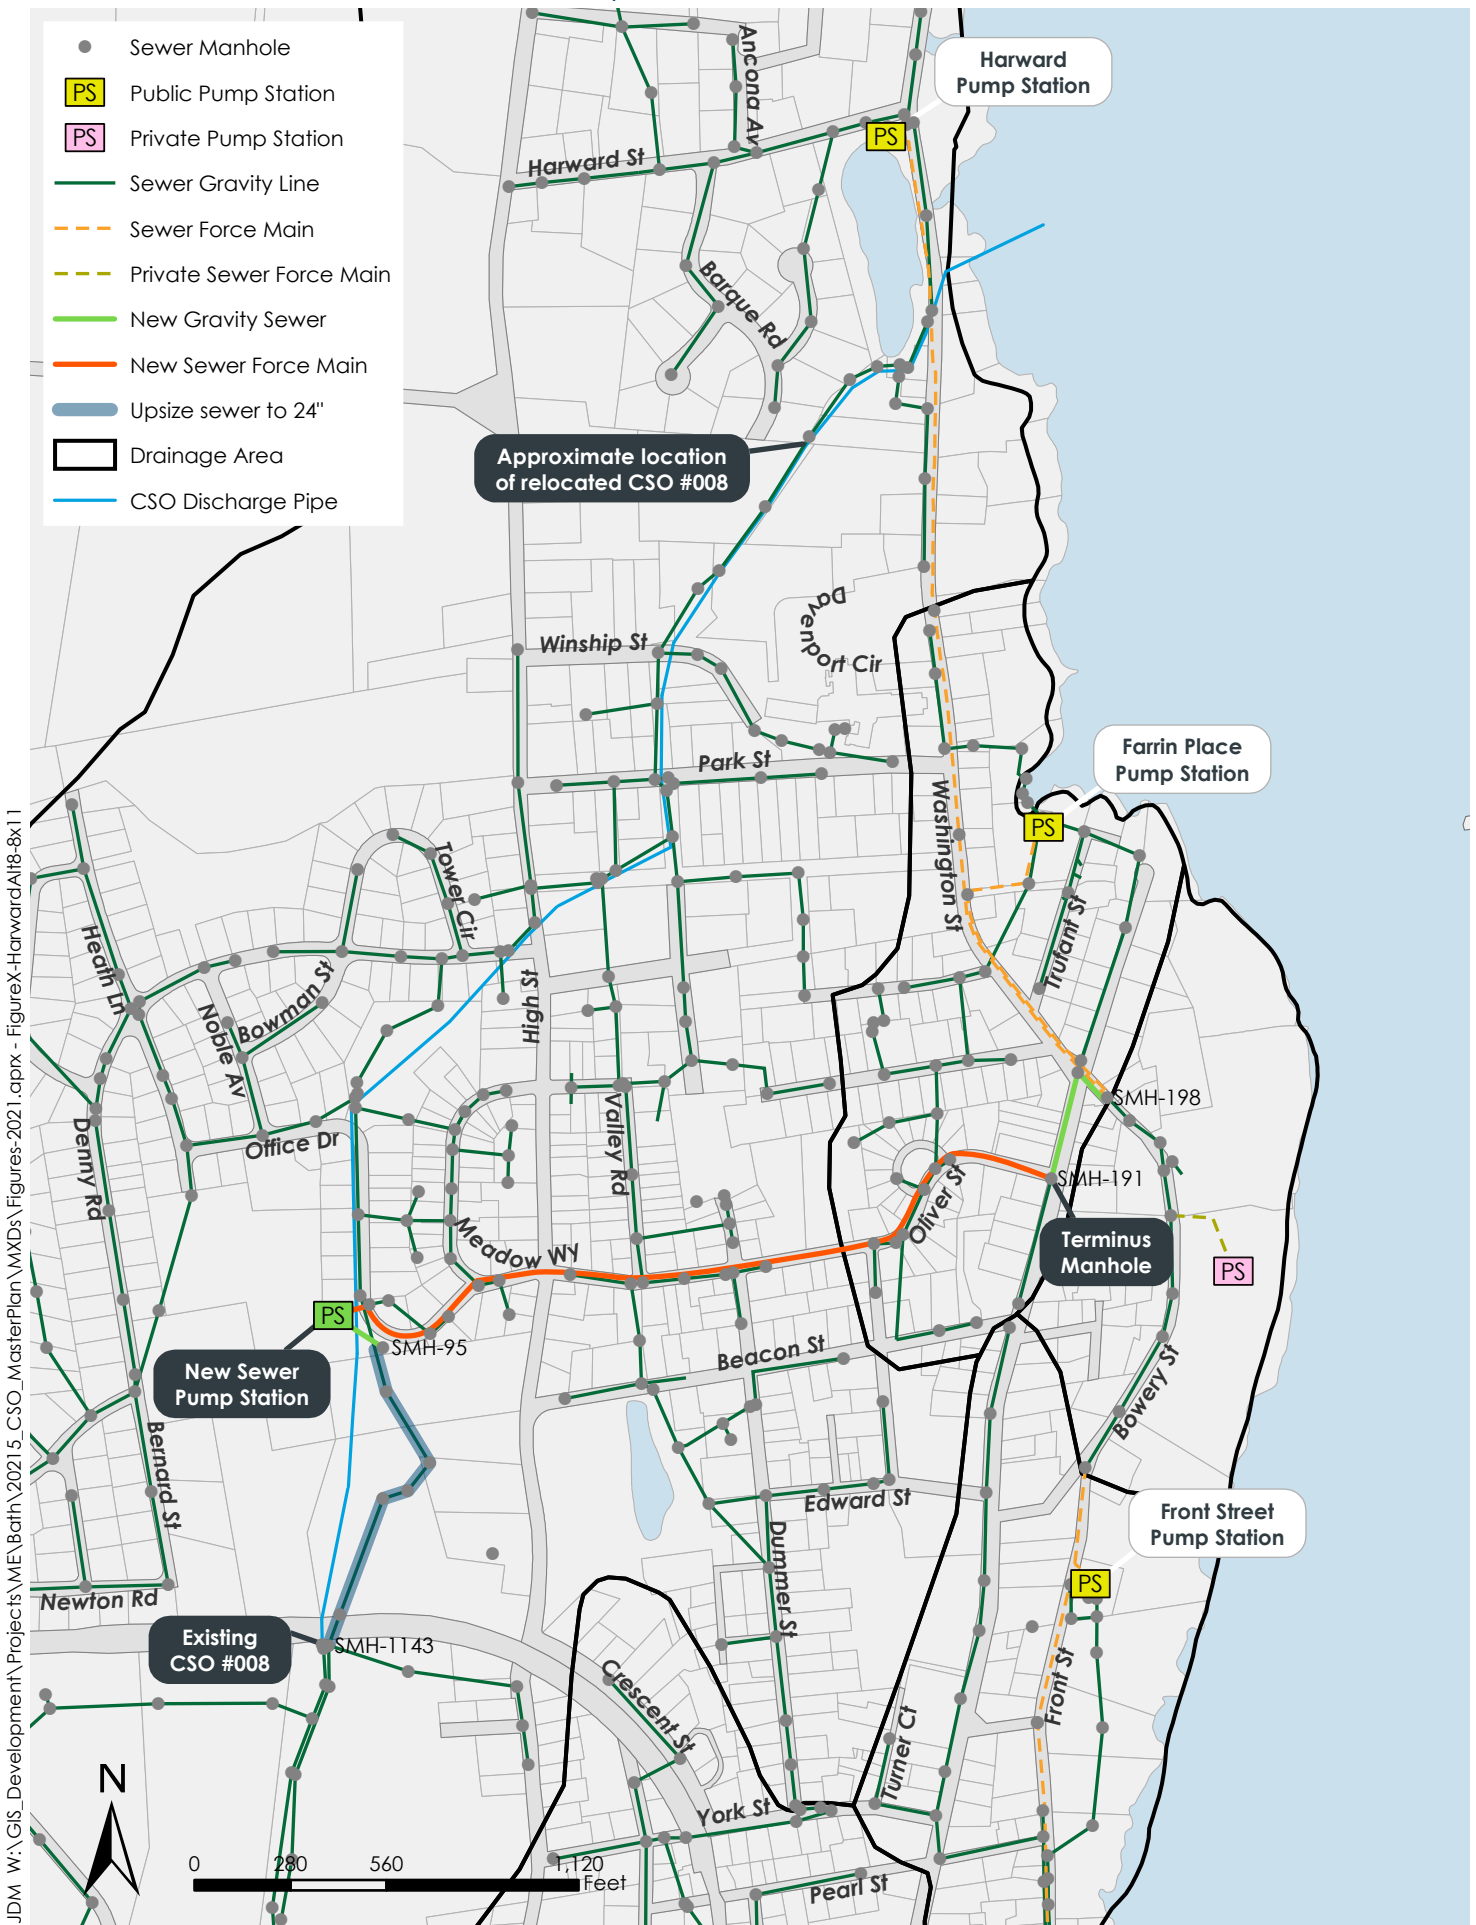 Sewer Manhole
PS Public Pump Station
PS Private Pump Station
Sewer Gravity Line
Sewer Force Main
Private Sewer Force Main
New Gravity Sewer
New Sewer Force Main
Upsize sewer to 24"
Drainage Area
CSO Discharge Pipe
Ancona Av
Harward
Pump Station
PS
Harward St
Barque Rd
Approximate location
of relocated CSO #008
Davenport Cir
Winship St
Park St
Farrin Place
Pump Station
Washington St
PS
Tower Cir
Trufant St
Heath Ln
Bowman St
Noble Av
High St
SMH-198
Valley Rd
Denny Rd
Office Dr
SMH-191
Oliver St
Meadow Wy
Terminus
Manhole
PS
PS
SMH-95
New Sewer
Pump Station
Beacon St
Bowery St
Bernard St
Edward St
Front Street
Pump Station
Dummer St
PS
Newton Rd
Existing
CSO #008
SMH-1143
Crescent St
Front St
Turner Ct
N
York St
0 280 560 1,120
Feet
Pearl St
JDM W:\GIS_Development\Projects\ME\Bath\20215_CSO_MasterPlan\MXDs\Figures-2021.aprx - FigureX-HarwardAlt8-8x11